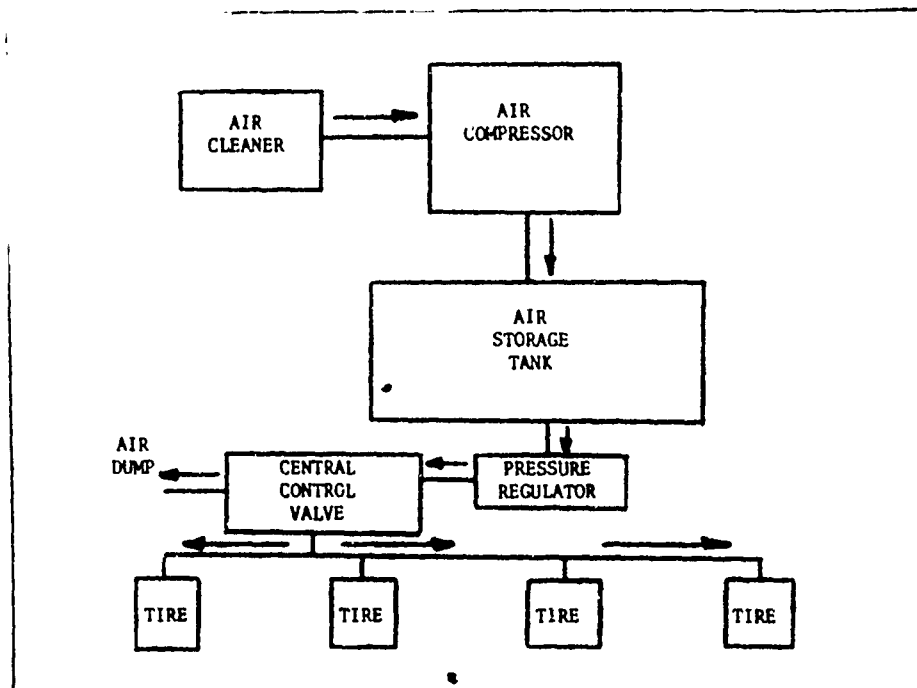 AIR
CLEANER
AIR
COMPRESSOR
AIR
STORAGE
TANK
AIR
DUMP
CENTRAL
CONTROL
VALVE
PRESSURE
REGULATOR
TIRE
TIRE
TIRE
TIRE